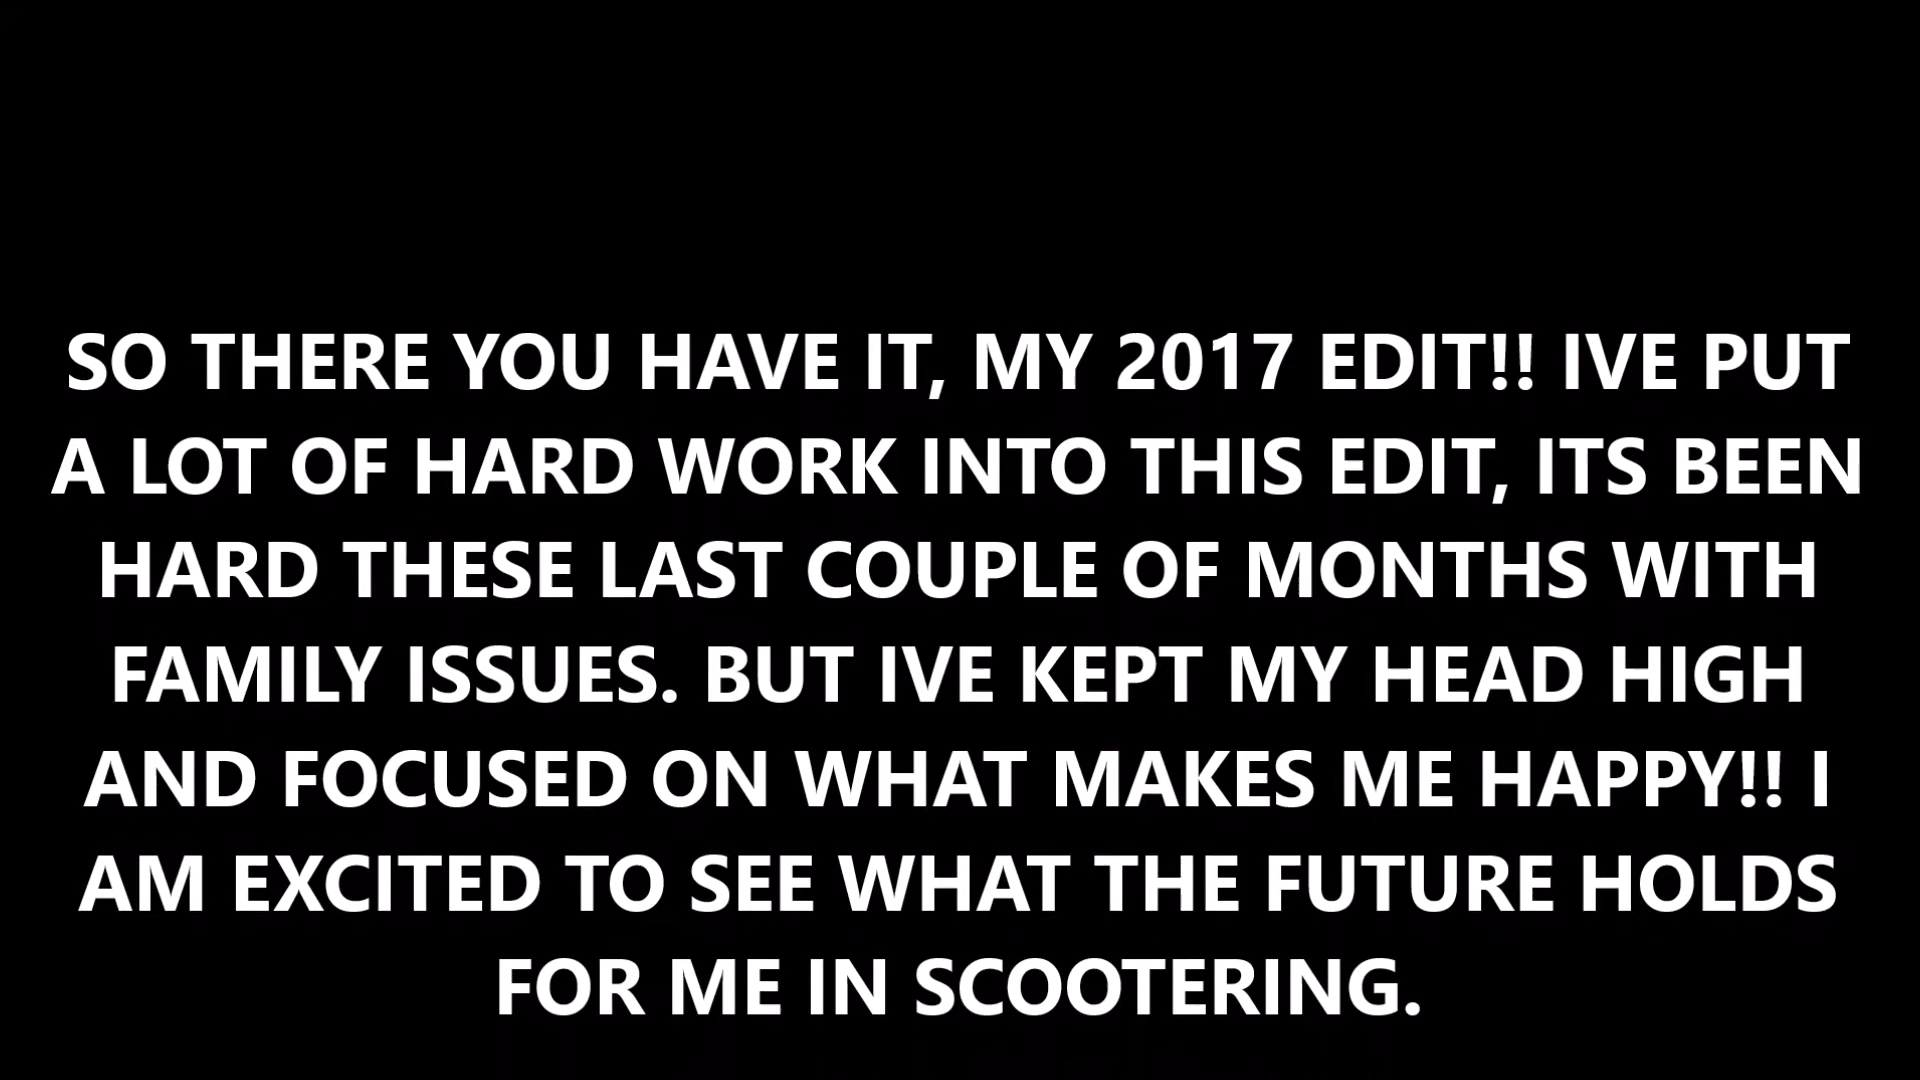 SO THERE YOU HAVE IT, MY 2017 EDIT!! IVE PUT
A LOT OF HARD WORK INTO THIS EDIT, ITS BEEN
HARD THESE LAST COUPLE OF MONTHS WITH
FAMILY ISSUES. BUT IVE KEPT MY HEAD HIGH
AND FOCUSED ON WHAT MAKES ME HAPPY!! I
AM EXCITED TO SEE WHAT THE FUTURE HOLDS
FOR ME IN SCOOTERING.